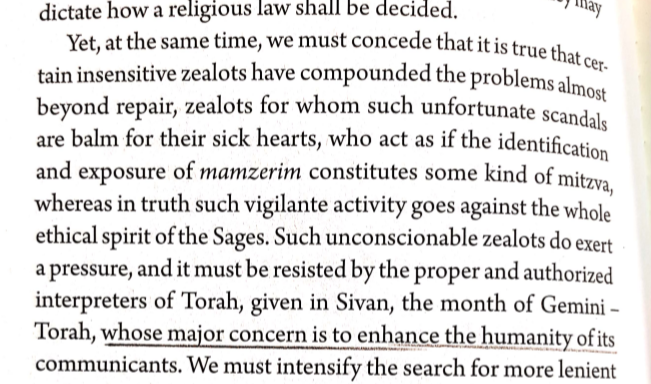 dictate how a religious law shall be decided.
may
Yet, at the same time, we must concede that it is true that cer-
tain insensitive zealots have compounded the problems almost
beyond repair, zealots for whom such unfortunate scandals
are balm for their sick hearts, who act as if the identification
and exposure of mamzerim constitutes some kind of mitzva,
whereas in truth such vigilante activity goes against the whole
ethical spirit of the Sages. Such unconscionable zealots do exert
a pressure, and it must be resisted by the proper and authorized
interpreters of Torah, given in Sivan, the month of Gemini –
Torah, whose major concern is to enhance the humanity of its
communicants. We must intensify the search for more lenient